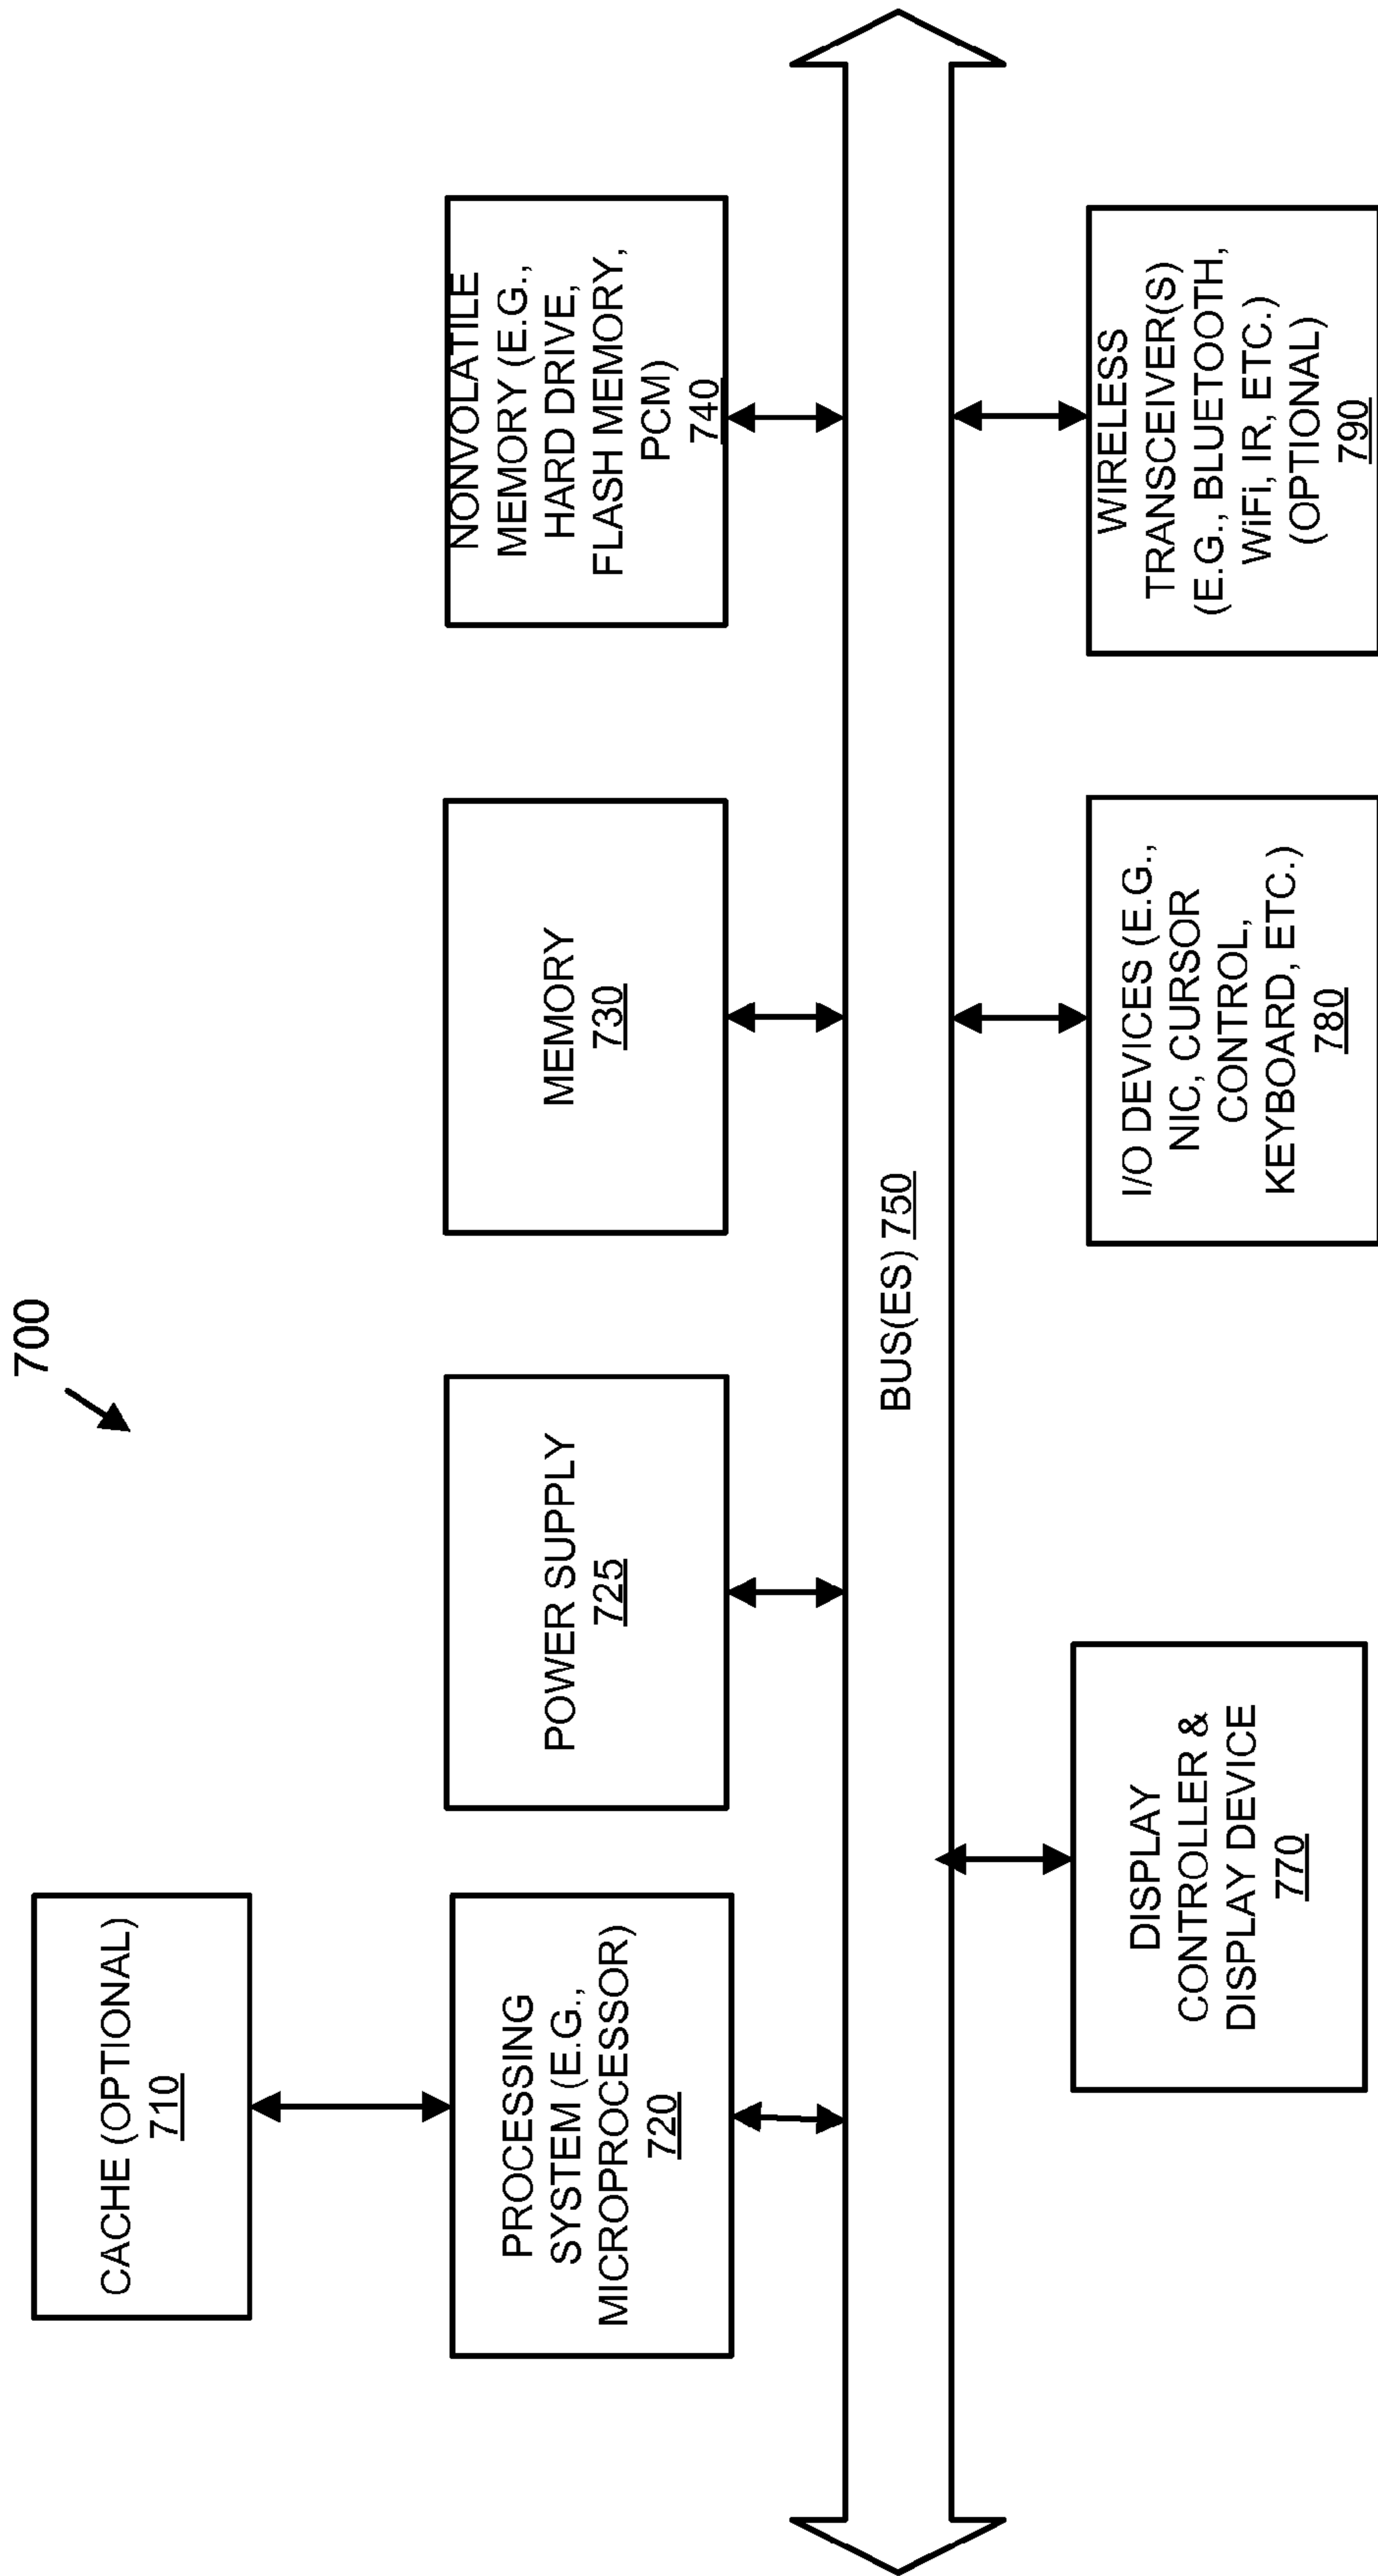 700
CACHE (OPTIONAL)
710
PROCESSING
SYSTEM (E.G.,
MICROPROCESSOR)
720
POWER SUPPLY
725
MEMORY
730
NONVOLATILE
MEMORY (E.G.,
HARD DRIVE,
FLASH MEMORY,
PCM)
740
BUS(ES) 750
DISPLAY
CONTROLLER &
DISPLAY DEVICE
770
I/O DEVICES (E.G.,
NIC, CURSOR
CONTROL,
KEYBOARD, ETC.)
780
WIRELESS
TRANSCEIVER(S)
(E.G., BLUETOOTH,
WiFi, IR, ETC.)
(OPTIONAL)
790